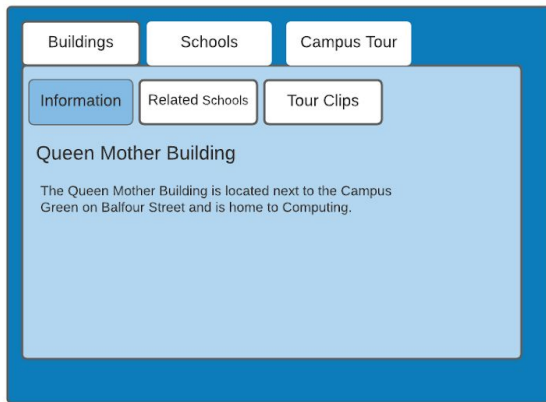 Buildings Schools Campus Tour
Information Related Schools Tour Clips
Queen Mother Building
The Queen Mother Building is located next to the Campus
Green on Balfour Street and is home to Computing.